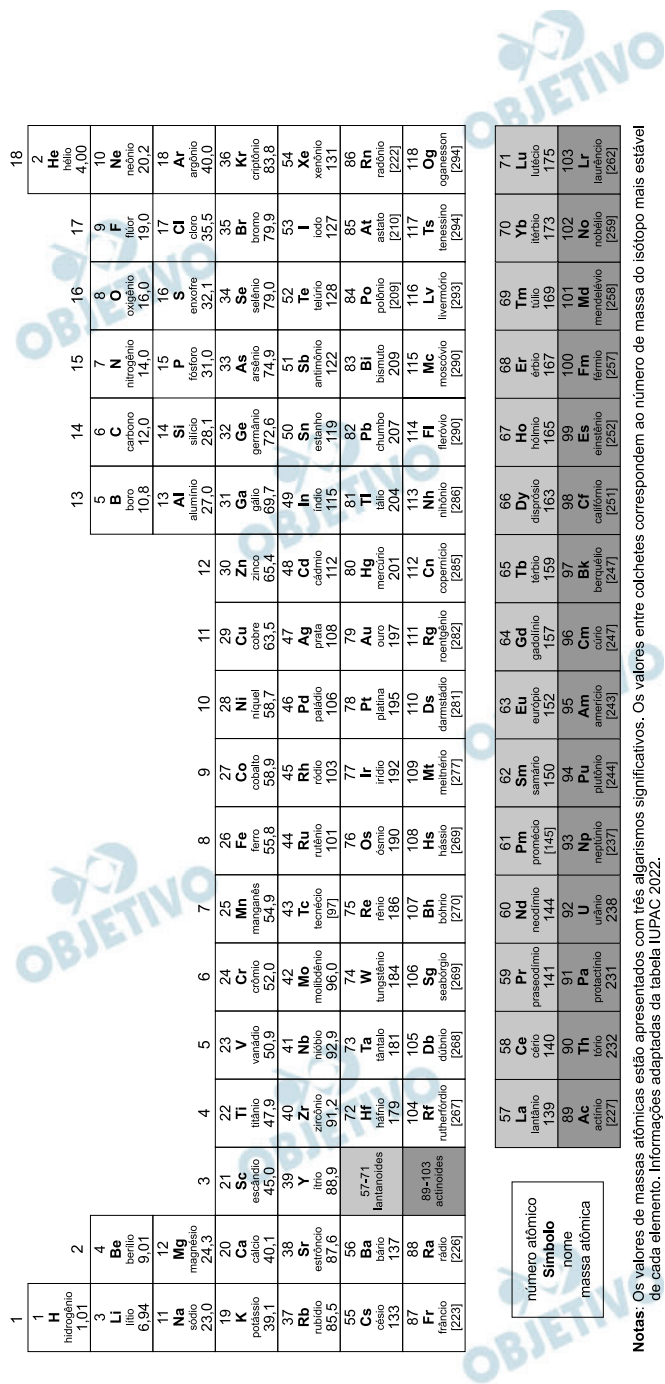 1
18
1
H
hidrogênio
1,01
2
13
14
15
16
17
2
He
hélio
4,00
3
Li
lítio
6,94
4
Be
berílio
9,01
5
B
boro
10,8
6
C
carbono
12,0
7
N
nitrogênio
14,0
8
O
oxigênio
16,0
9
F
flúor
19,0
10
Ne
neônio
20,2
11
Na
sódio
23,0
12
Mg
magnésio
24,3
3
4
5
6
7
8
9
10
11
12
13
Al
alumínio
27,0
14
Si
silício
28,1
15
P
fósforo
31,0
16
S
enxofre
32,1
17
Cl
cloro
35,5
18
Ar
argônio
40,0
19
K
potássio
39,1
20
Ca
cálcio
40,1
21
Sc
escândio
45,0
22
Ti
titânio
47,9
23
V
vanádio
50,9
24
Cr
crômio
52,0
25
Mn
manganês
54,9
26
Fe
ferro
55,8
27
Co
cobalto
58,9
28
Ni
níquel
58,7
29
Cu
cobre
63,5
30
Zn
zinco
65,4
31
Ga
gálio
69,7
32
Ge
germânio
72,6
33
As
arsênio
74,9
34
Se
selênio
79,0
35
Br
bromo
79,9
36
Kr
criptônio
83,8
37
Rb
rubídio
85,5
38
Sr
estrôncio
87,6
39
Y
ítrio
88,9
40
Zr
zircônio
91,2
41
Nb
nióbio
92,9
42
Mo
molibdênio
96,0
43
Tc
tecnécio
[97]
44
Ru
rutênio
101
45
Rh
ródio
103
46
Pd
paládio
106
47
Ag
prata
108
48
Cd
cádmio
112
49
In
índio
115
50
Sn
estanho
119
51
Sb
antimônio
122
52
Te
telúrio
128
53
I
iodo
127
54
Xe
xenônio
131
55
Cs
césio
133
56
Ba
bário
137
57-71
lantanoides
72
Hf
háfnio
179
73
Ta
tântalo
181
74
W
tungstênio
184
75
Re
rênio
186
76
Os
ósmio
190
77
Ir
irídio
192
78
Pt
platina
195
79
Au
ouro
197
80
Hg
mercúrio
201
81
Tl
tálio
204
82
Pb
chumbo
207
83
Bi
bismuto
209
84
Po
polônio
[209]
85
At
astato
[210]
86
Rn
radônio
[222]
87
Fr
frâncio
[223]
88
Ra
rádio
[226]
89-103
actinoides
104
Rf
rutherfórdio
[267]
105
Db
dúbnio
[268]
106
Sg
seabórgio
[269]
107
Bh
bóhrio
[270]
108
Hs
hássio
[269]
109
Mt
meitnério
[277]
110
Ds
darmstádio
[281]
111
Rg
roentgênio
[282]
112
Cn
copernício
[285]
113
Nh
nihônio
[286]
114
Fl
fleróvio
[290]
115
Mc
moscóvio
[290]
116
Lv
livermório
[293]
117
Ts
tenessino
[294]
118
Og
oganesson
[294]
número atômico
Símbolo
nome
massa atômica
57
La
lantânio
139
58
Ce
cério
140
59
Pr
praseodímio
141
60
Nd
neodímio
144
61
Pm
promécio
[145]
62
Sm
samário
150
63
Eu
európio
152
64
Gd
gadolínio
157
65
Tb
térbio
159
66
Dy
disprósio
163
67
Ho
hólmio
165
68
Er
érbio
167
69
Tm
túlio
169
70
Yb
itérbio
173
71
Lu
lutécio
175
89
Ac
actínio
[227]
90
Th
tório
232
91
Pa
protactínio
231
92
U
urânio
238
93
Np
neptúnio
[237]
94
Pu
plutônio
[244]
95
Am
amerício
[243]
96
Cm
cúrio
[247]
97
Bk
berquélio
[247]
98
Cf
califórnio
[251]
99
Es
einstênio
[252]
100
Fm
férmio
[257]
101
Md
mendelévio
[258]
102
No
nobélio
[259]
103
Lr
laurêncio
[262]
Notas: Os valores de massas atômicas estão apresentados com três algarismos significativos. Os valores entre colchetes correspondem ao número de massa do isótopo mais estável
de cada elemento. Informações adaptadas da tabela IUPAC 2022.
OBJETIVO
OBJETIVO
OBJETIVO
OBJETIVO
OBJETIVO
OBJETIVO
OBJETIVO